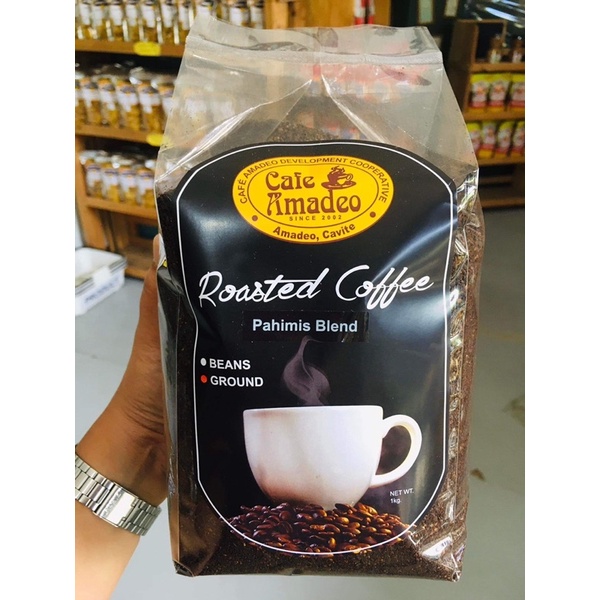 CAFÉ AMADEO DEVELOPMENT COOPERATIVE
Cafe
Amadeo
SINCE 2002
Amadeo, Cavite
Roasted Coffee
Pahimis Blend
BEANS
GROUND
NET WT.
1kg.